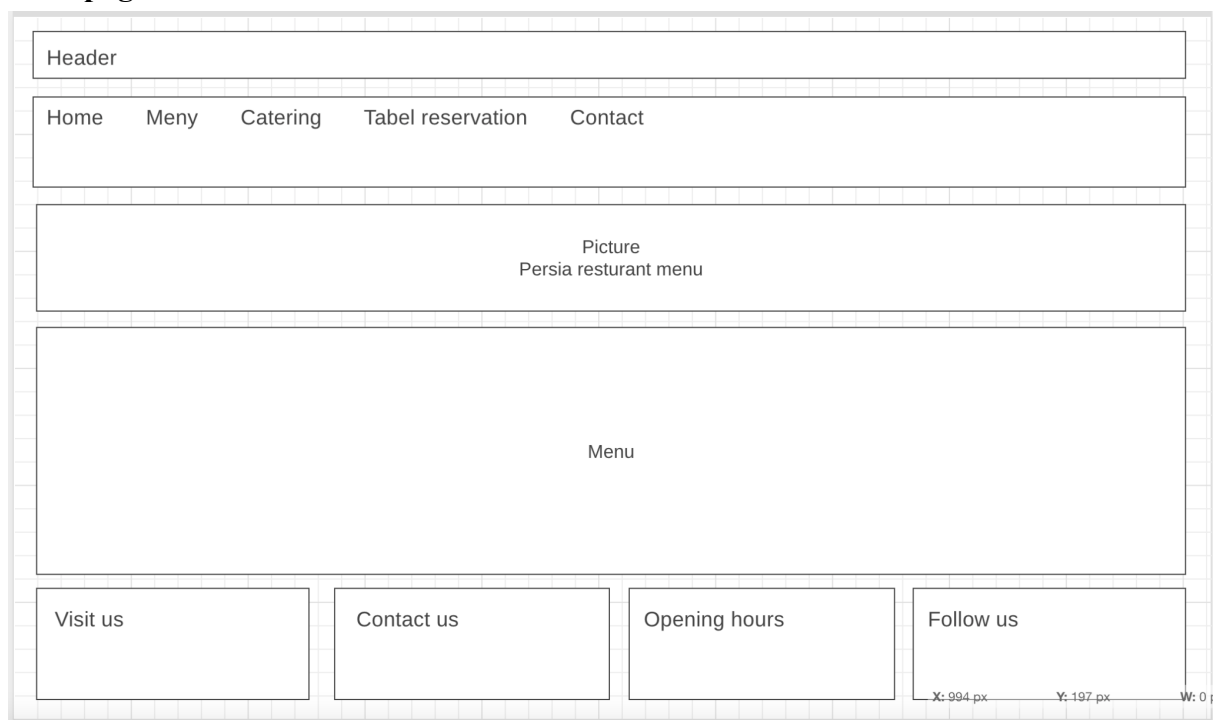 Header
Home Meny Catering Tabel reservation Contact
Picture
Persia resturant menu
Menu
Visit us Contact us Opening hours Follow us
X: 994 px Y: 197 px W: 0